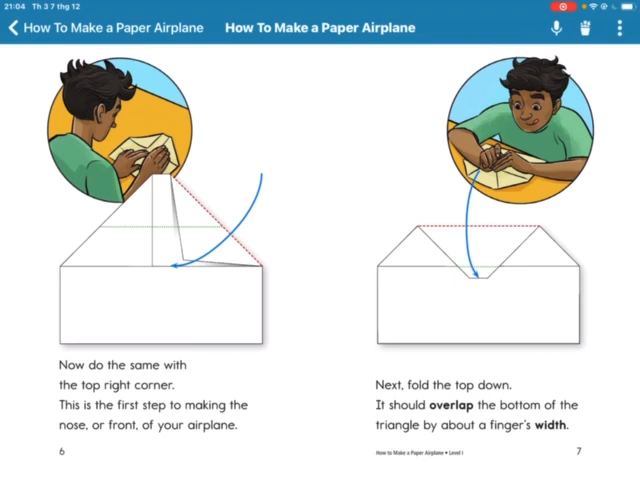 21:04 Th 3 7 thg 12
How To Make a Paper Airplane
How To Make a Paper Airplane
Now do the same with
the top right corner.
This is the first step to making the
nose, or front, of your airplane.
6
Next, fold the top down.
It should overlap the bottom of the
triangle by about a finger's width.
How to Make a Paper Airplane • Level I
7